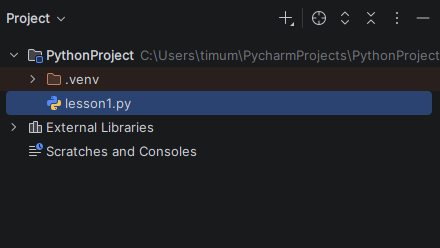 Project
PythonProject C:\Users\timum\PycharmProjects\PythonProject
.venv
lesson1.py
External Libraries
Scratches and Consoles